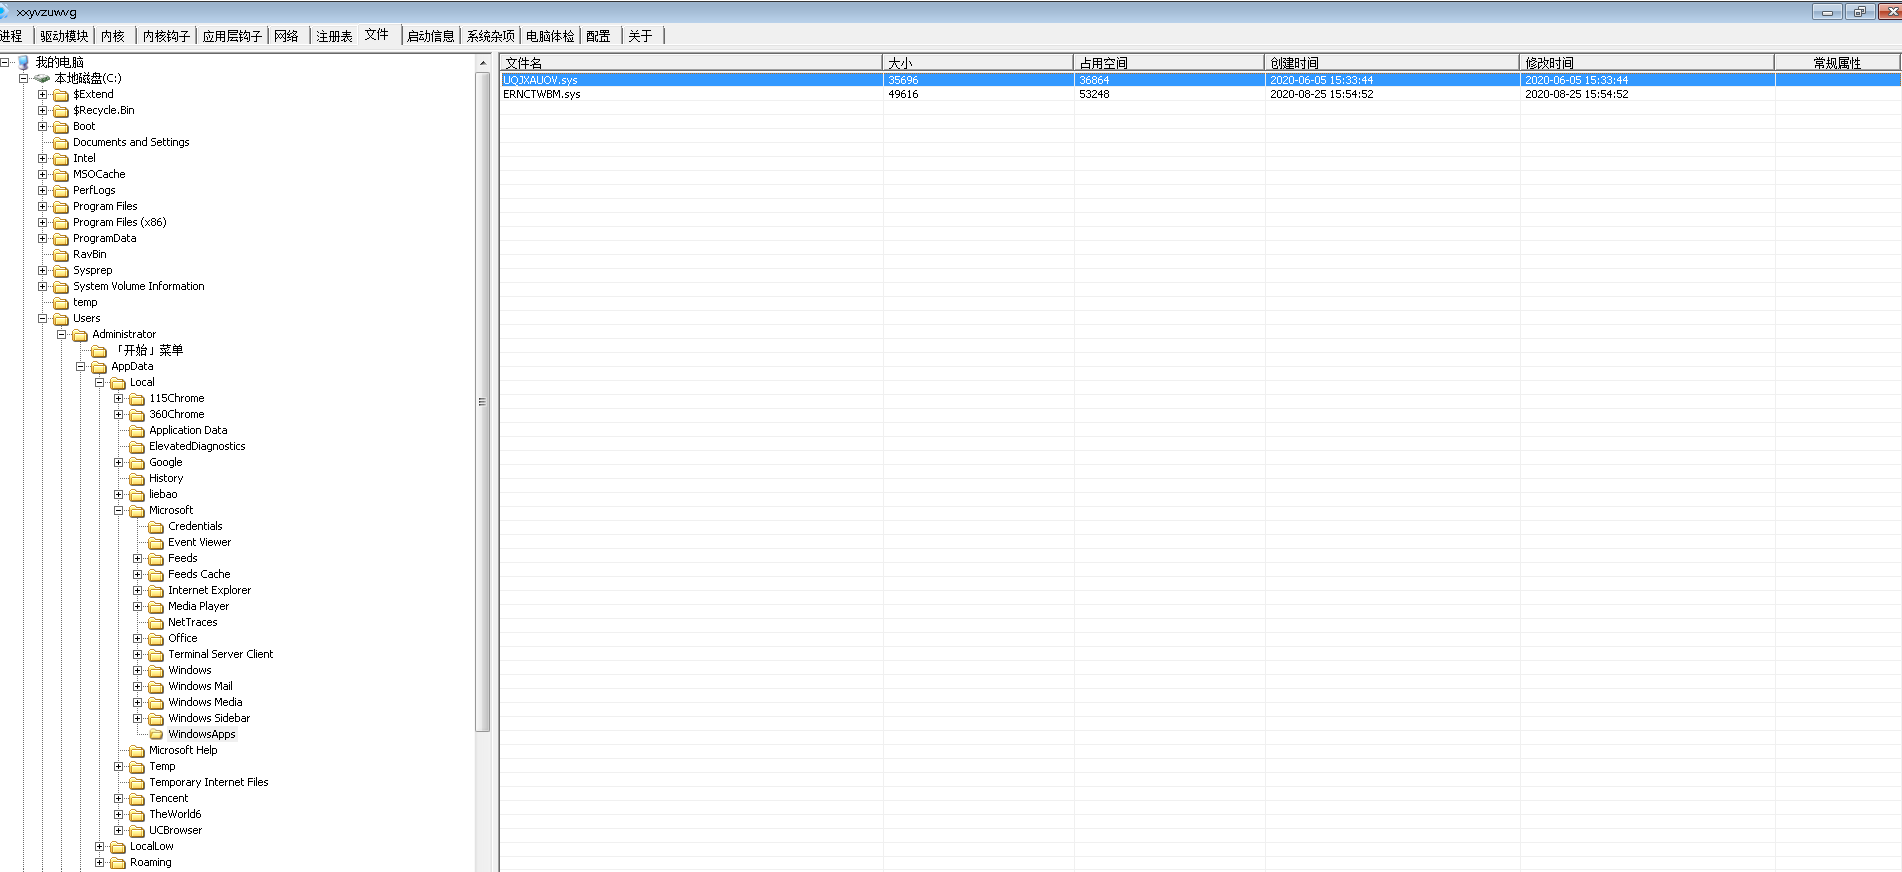 xxyvzuwvg
进程 驱动模块 内核 内核钩子 应用层钩子 网络 注册表 文件 启动信息 系统杂项 电脑体检 配置 关于
我的电脑
本地磁盘(C:)
$Extend
$Recycle.Bin
Boot
Documents and Settings
Intel
MSOCache
PerfLogs
Program Files
Program Files (x86)
ProgramData
RavBin
Sysprep
System Volume Information
temp
Users
Administrator
「开始」菜单
AppData
Local
115Chrome
360Chrome
Application Data
ElevatedDiagnostics
Google
History
liebao
Microsoft
Credentials
Event Viewer
Feeds
Feeds Cache
Internet Explorer
Media Player
NetTraces
Office
Terminal Server Client
Windows
Windows Mail
Windows Media
Windows Sidebar
WindowsApps
Microsoft Help
Temp
Temporary Internet Files
Tencent
TheWorld6
UCBrowser
LocalLow
Roaming
文件名 大小 占用空间 创建时间 修改时间 常规属性
UOJXAUOV.sys 35696 36864 2020-06-05 15:33:44 2020-06-05 15:33:44
ERNCTWBM.sys 49616 53248 2020-08-25 15:54:52 2020-08-25 15:54:52